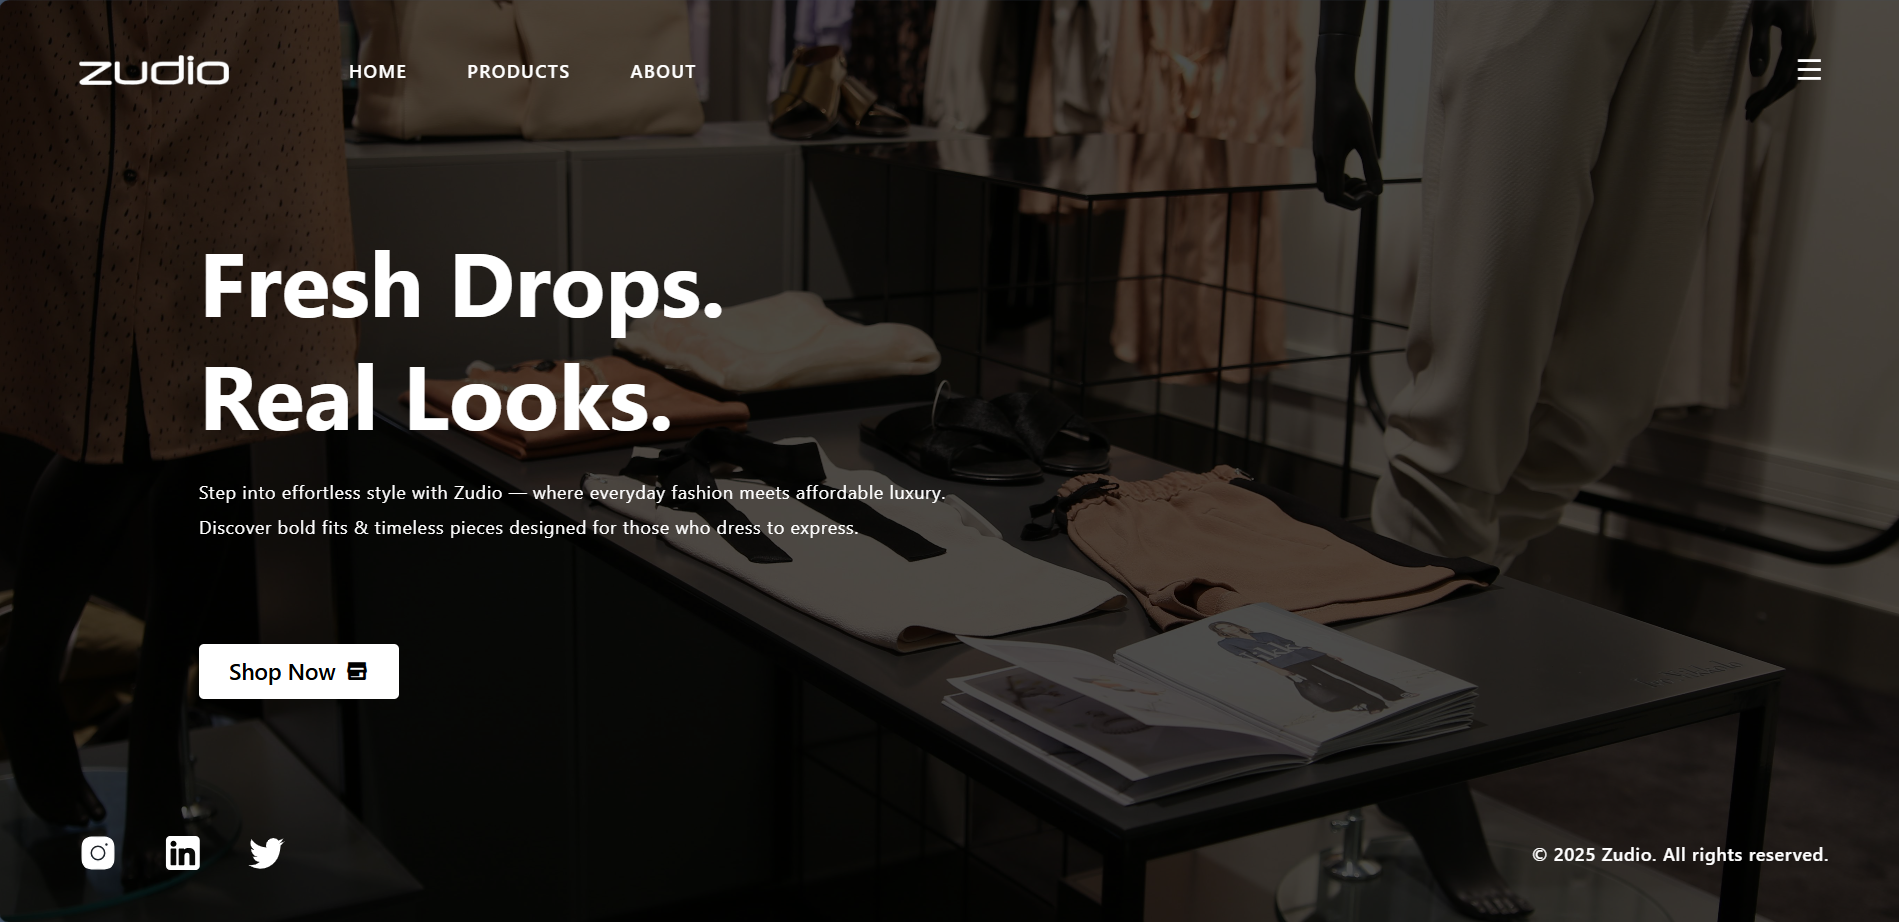 zudio
HOME PRODUCTS ABOUT
Fresh Drops.
Real Looks.
Step into effortless style with Zudio — where everyday fashion meets affordable luxury.
Discover bold fits & timeless pieces designed for those who dress to express.
Shop Now
in
© 2025 Zudio. All rights reserved.